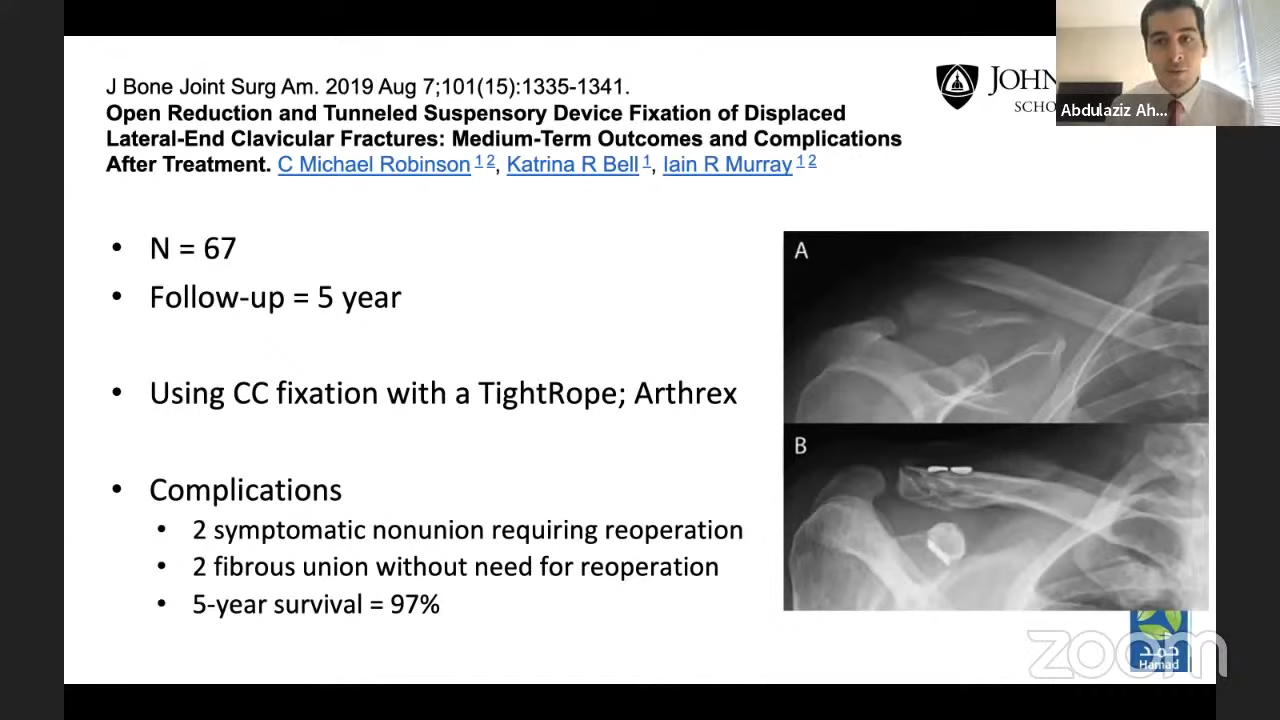 J Bone Joint Surg Am. 2019 Aug 7;101(15):1335-1341.
Open Reduction and Tunneled Suspensory Device Fixation of Displaced
Lateral-End Clavicular Fractures: Medium-Term Outcomes and Complications
After Treatment. C Michael Robinson 1 2, Katrina R Bell 1, Iain R Murray 1 2
JOHN
SCHO
Abdulaziz Ah...
• N = 67
• Follow-up = 5 year
• Using CC fixation with a TightRope; Arthrex
• Complications
• 2 symptomatic nonunion requiring reoperation
• 2 fibrous union without need for reoperation
• 5-year survival = 97%
A
B
حمد
Hamad
zoom